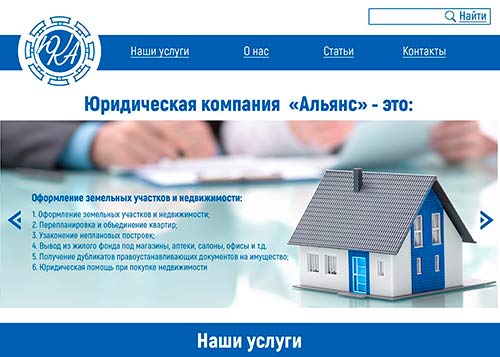 Найти
ЮКА
Наши услуги О нас Статьи Контакты
Юридическая компания «Альянс» - это:
Оформление земельных участков и недвижимости:
1. Оформление земельных участков и недвижимости;
2. Перепланировка и объединение квартир;
3. Узаконение неплановых построек;
4. Вывод из жилого фонда под магазины, аптеки, салоны, офисы и т.д.
5. Получение дубликатов правоустанавливающих документов на имущество;
6. Юридическая помощь при покупке недвижимости
Наши услуги